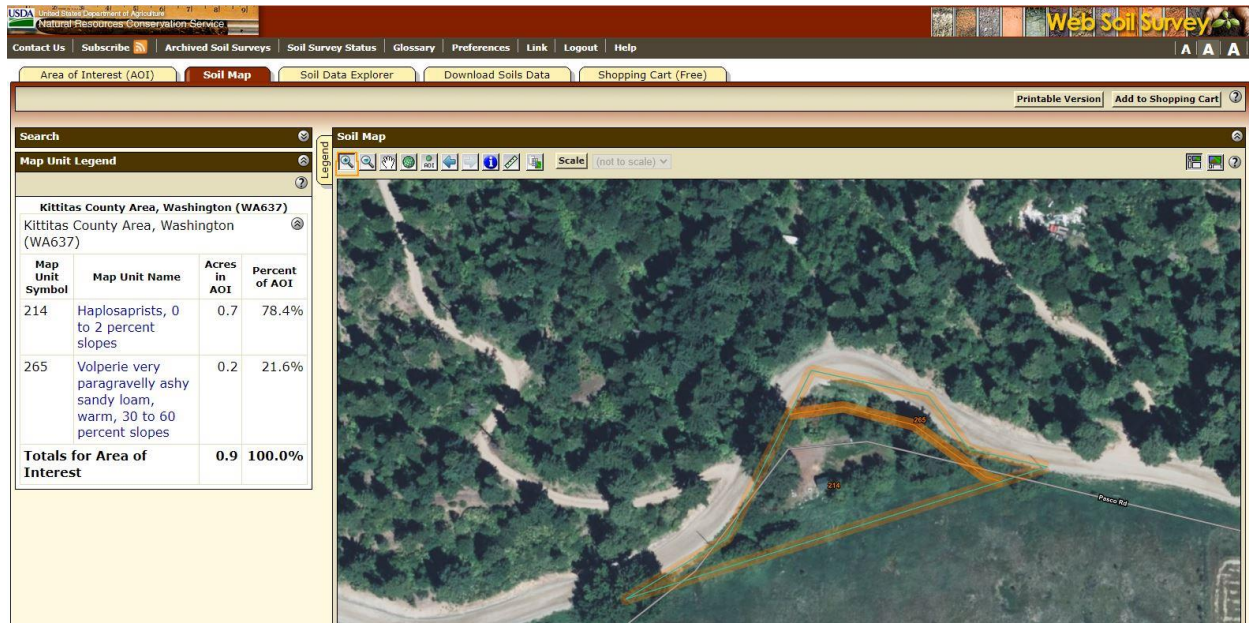 USDA United States Department of Agriculture
Natural Resources Conservation Service
Web Soil Survey
Contact Us | Subscribe | Archived Soil Surveys | Soil Survey Status | Glossary | Preferences | Link | Logout | Help
A A A
Area of Interest (AOI) Soil Map Soil Data Explorer Download Soils Data Shopping Cart (Free)
Printable Version Add to Shopping Cart
Search
Map Unit Legend
Kittitas County Area, Washington (WA637)
Kittitas County Area, Washington
(WA637)
Map
Unit
Symbol
Map Unit Name
Acres
in
AOI
Percent
of AOI
214 Haplosaprists, 0 0.7 78.4%
to 2 percent
slopes
265 Volperie very 0.2 21.6%
paragravelly ashy
sandy loam,
warm, 30 to 60
percent slopes
Totals for Area of 0.9 100.0%
Interest
Legend
Soil Map
AOI
Scale (not to scale)
265
214
Pasco Rd